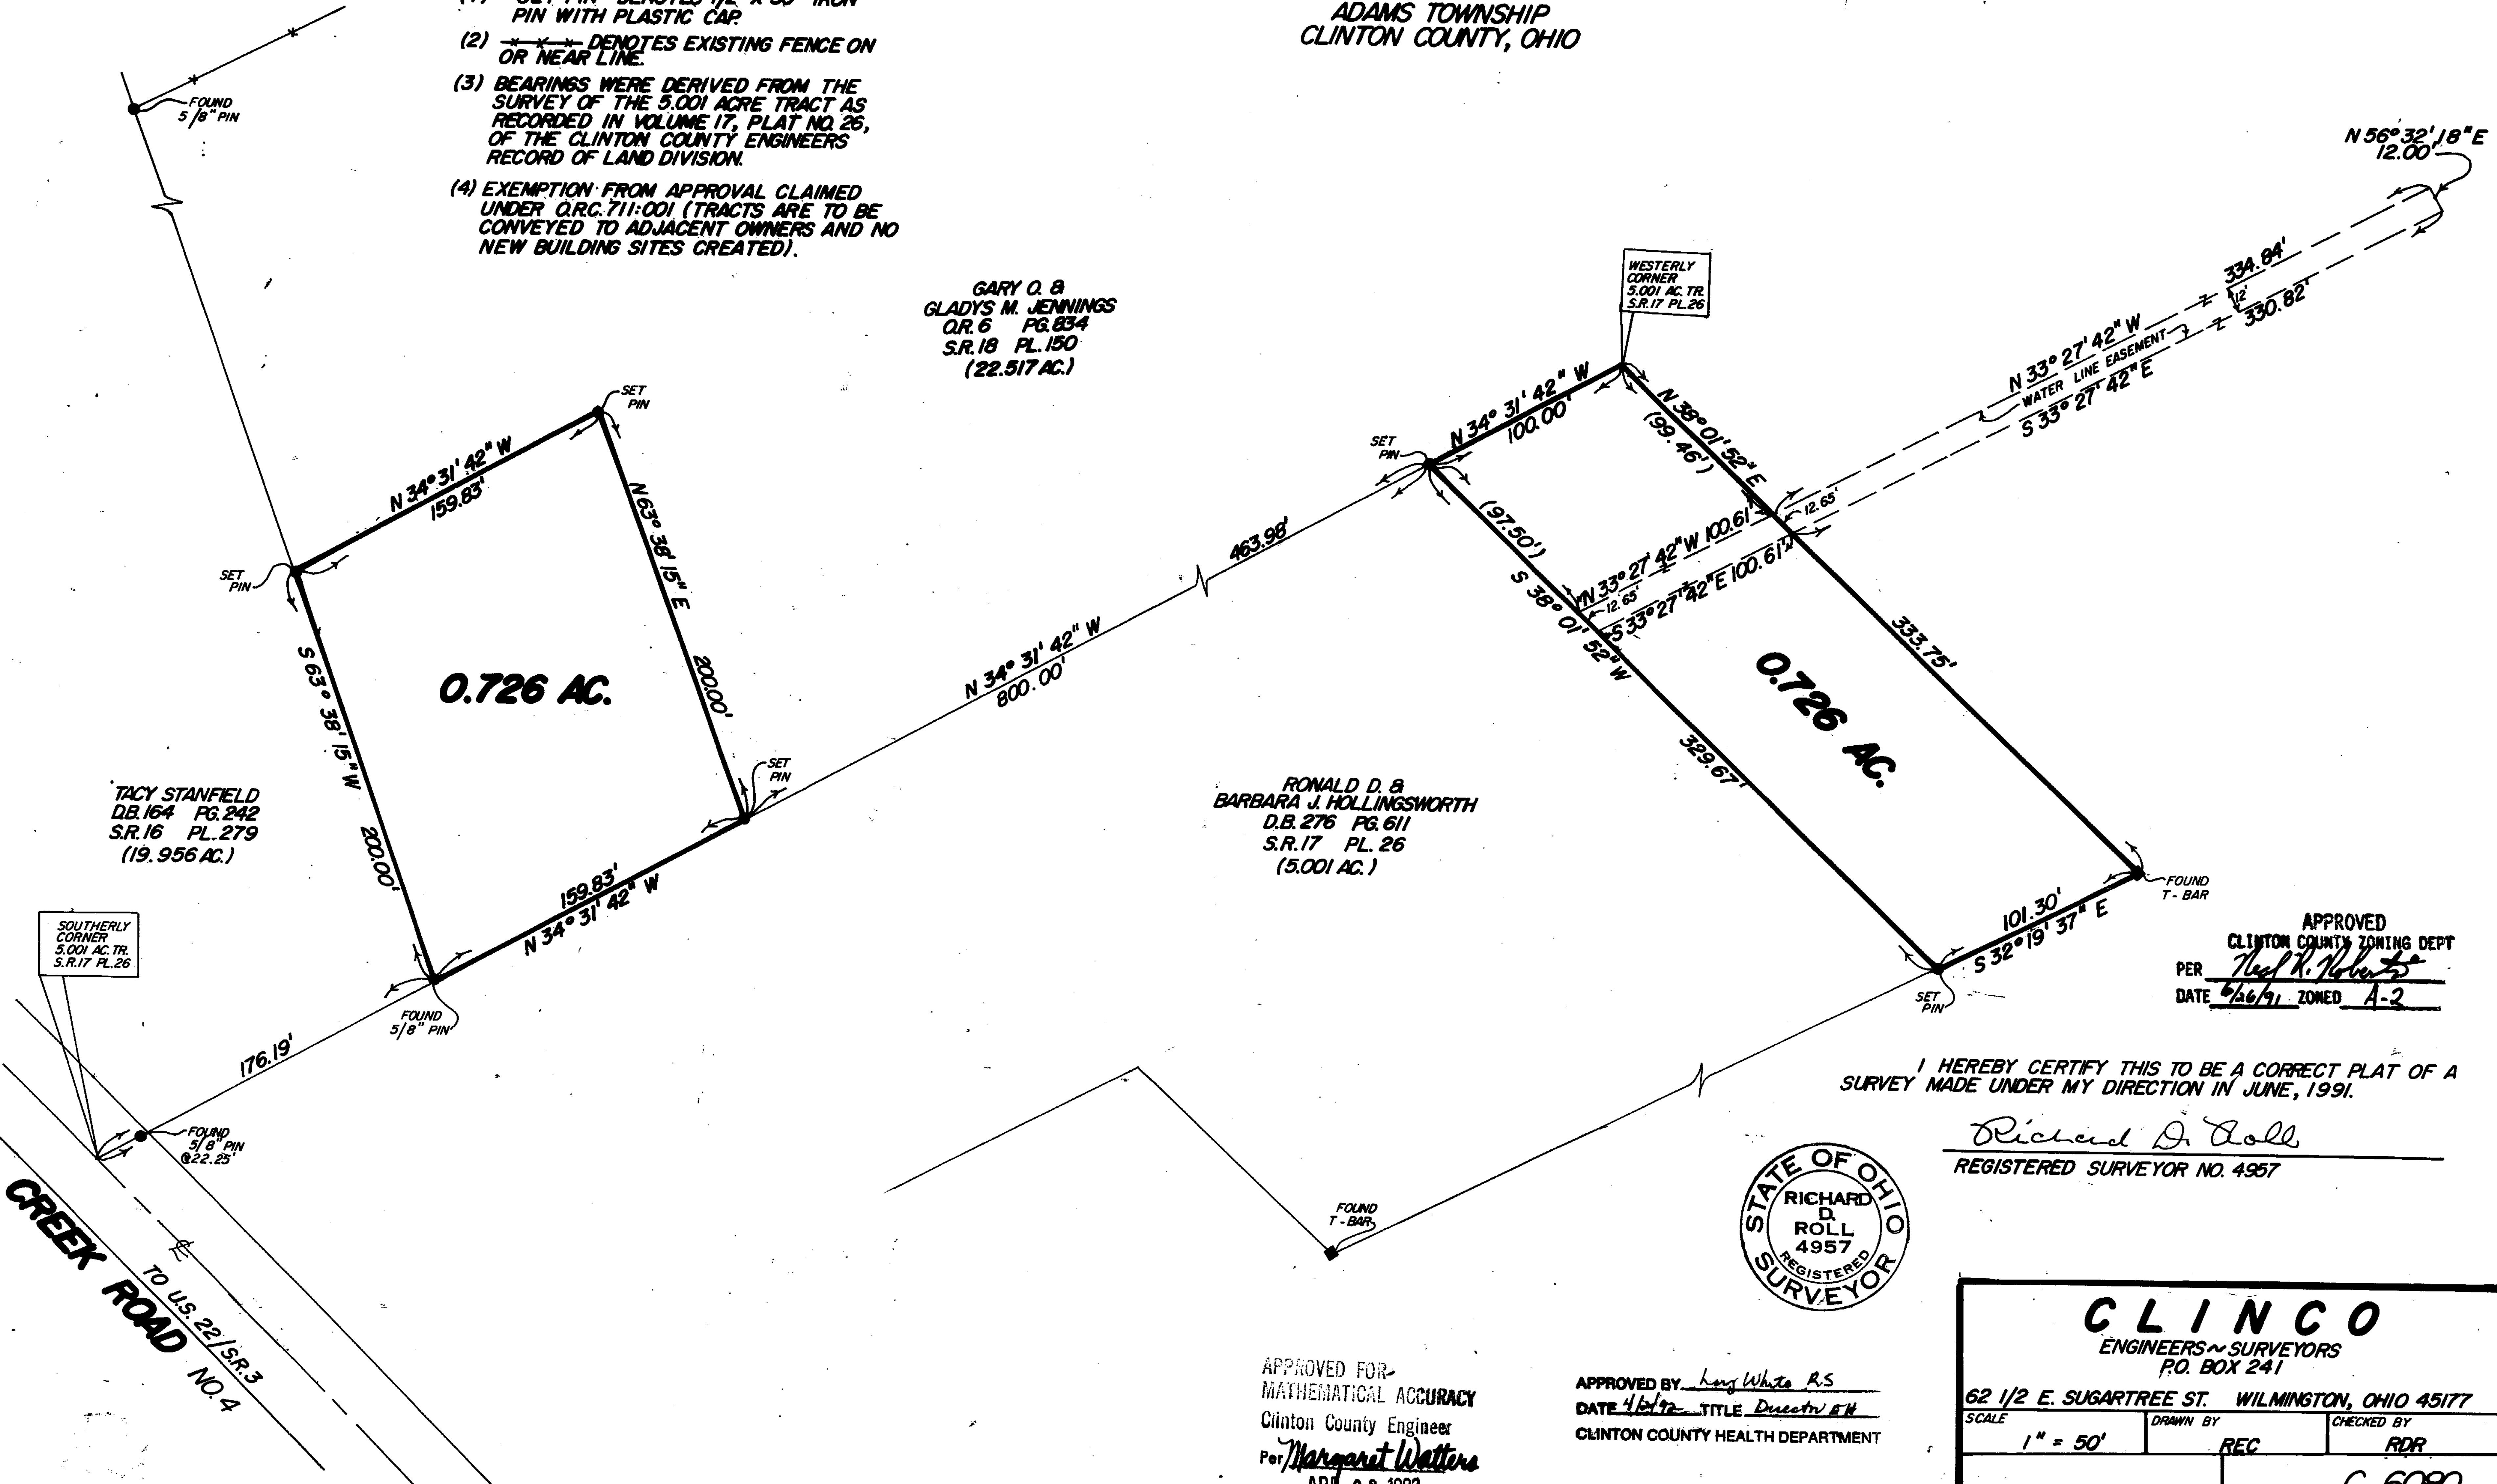 PIN WITH PLASTIC CAP.
(2) DENOTES EXISTING FENCE ON
OR NEAR LINE.
(3) BEARINGS WERE DERIVED FROM THE
SURVEY OF THE 5.001 ACRE TRACT AS
RECORDED IN VOLUME 17, PLAT NO. 26,
OF THE CLINTON COUNTY ENGINEERS
RECORD OF LAND DIVISION.
(4) EXEMPTION FROM APPROVAL CLAIMED
UNDER O.R.C. 711:001 (TRACTS ARE TO BE
CONVEYED TO ADJACENT OWNERS AND NO
NEW BUILDING SITES CREATED).
ADAMS TOWNSHIP
CLINTON COUNTY, OHIO
FOUND
5/8" PIN
N 56° 32' 18" E
12.00'
GARY O. &
GLADYS M. JENNINGS
O.R. 6 PG. 834
S.R. 18 PL. 150
(22.517 AC.)
WESTERLY
CORNER
5.001 AC. TR.
S.R.17 PL.26
334.84'
12'
330.82'
N 33° 27' 42" W
WATER LINE EASEMENT
S 33° 27' 42" E
SET
PIN
N 34° 31' 42" W
159.83'
N 63° 38' 15" E
200.00'
SET
PIN
S 63° 38' 15" W
200.00'
0.726 AC.
SET
PIN
159.83'
N 34° 31' 42" W
FOUND
5/8" PIN
N 34° 31' 42" W
800.00'
463.98'
SET
PIN
N 34° 31' 42" W
100.00'
N 38° 01' 52" E
(99.46')
12.65'
(97.50')
N 33° 27' 42" W 100.61'
12.65'
S 33° 27' 42" E 100.61'
S 38° 01' 52" W
329.67'
333.75'
0.726 AC.
FOUND
T-BAR
101.30'
S 32° 19' 37" E
SET
PIN
TACY STANFIELD
D.B. 164 PG. 242
S.R. 16 PL. 279
(19.956 AC.)
RONALD D. &
BARBARA J. HOLLINGSWORTH
D.B. 276 PG. 611
S.R. 17 PL. 26
(5.001 AC.)
SOUTHERLY
CORNER
5.001 AC. TR.
S.R.17 PL.26
176.19'
FOUND
5/8" PIN
@22.25'
CREEK ROAD NO. 4
TO U.S. 22/S.R. 3
FOUND
T-BAR
APPROVED
CLINTON COUNTY ZONING DEPT
PER
DATE 6/26/91 ZONED A-2
I HEREBY CERTIFY THIS TO BE A CORRECT PLAT OF A
SURVEY MADE UNDER MY DIRECTION IN JUNE, 1991.
Richard D. Roll
REGISTERED SURVEYOR NO. 4957
STATE OF OHIO
RICHARD
D.
ROLL
4957
REGISTERED
SURVEYOR
APPROVED FOR
MATHEMATICAL ACCURACY
Clinton County Engineer
Per Margaret Watters
APPROVED BY White RS
DATE TITLE Director EH
CLINTON COUNTY HEALTH DEPARTMENT
CLINCO
ENGINEERS~SURVEYORS
P.O. BOX 241
62 1/2 E. SUGARTREE ST. WILMINGTON, OHIO 45177
SCALE
1" = 50'
DRAWN BY
REC
CHECKED BY
RDR